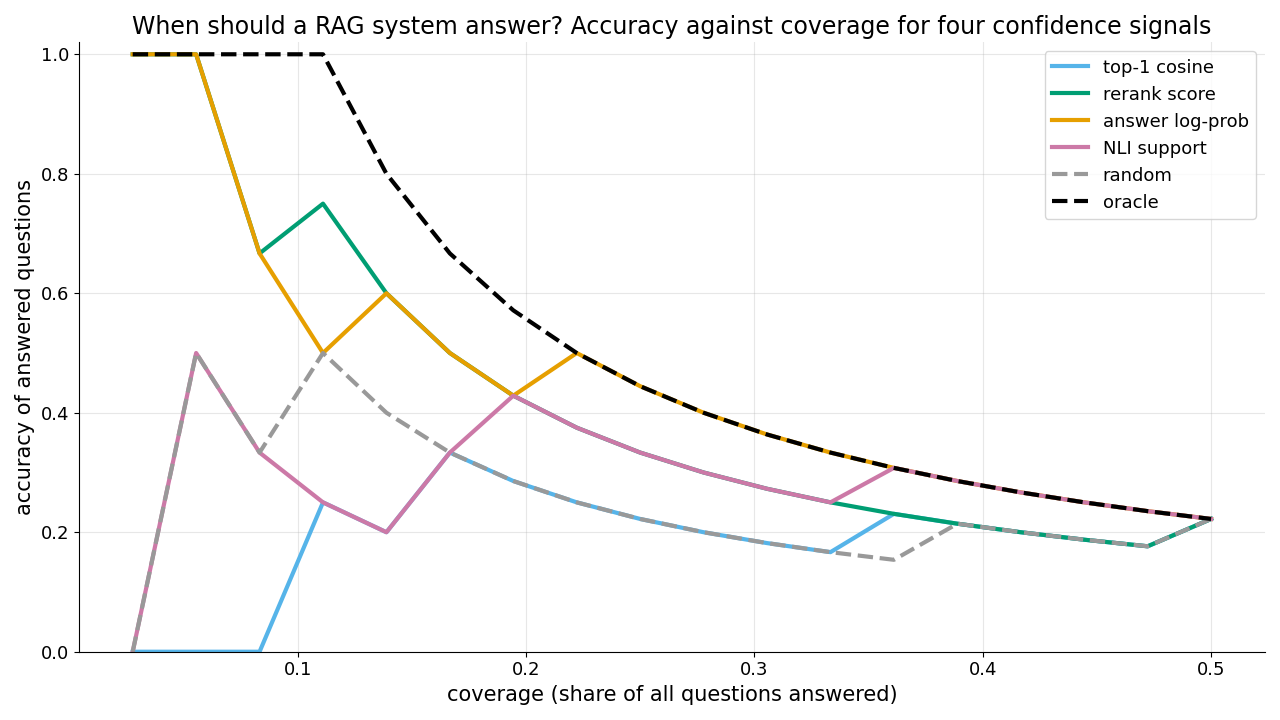 When should a RAG system answer? Accuracy against coverage for four confidence signals
accuracy of answered questions
1.0
0.8
0.6
0.4
0.2
0.0
top-1 cosine
rerank score
answer log-prob
NLI support
random
oracle
0.1
0.2
0.3
0.4
0.5
coverage (share of all questions answered)